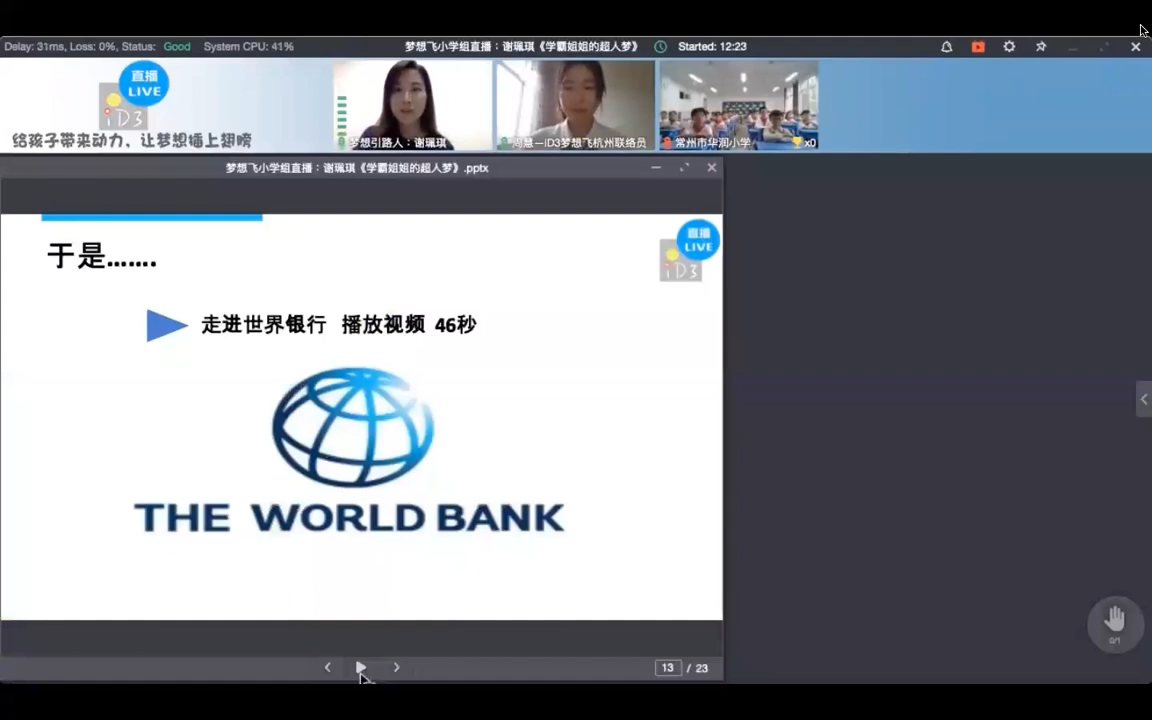 Delay: 31ms, Loss: 0%, Status: Good System CPU: 41%
梦想飞小学组直播：谢珮琪《学霸姐姐的超人梦》
Started: 12:23
直播
LIVE
iD3
给孩子带来动力，让梦想插上翅膀
梦想引路人：谢珮琪
周慧—iD3梦想飞杭州联络员
常州市华润小学
x0
梦想飞小学组直播：谢珮琪《学霸姐姐的超人梦》.pptx
直播
LIVE
iD3
于是.......
走进世界银行 播放视频 46秒
THE WORLD BANK
0/1
13 / 23